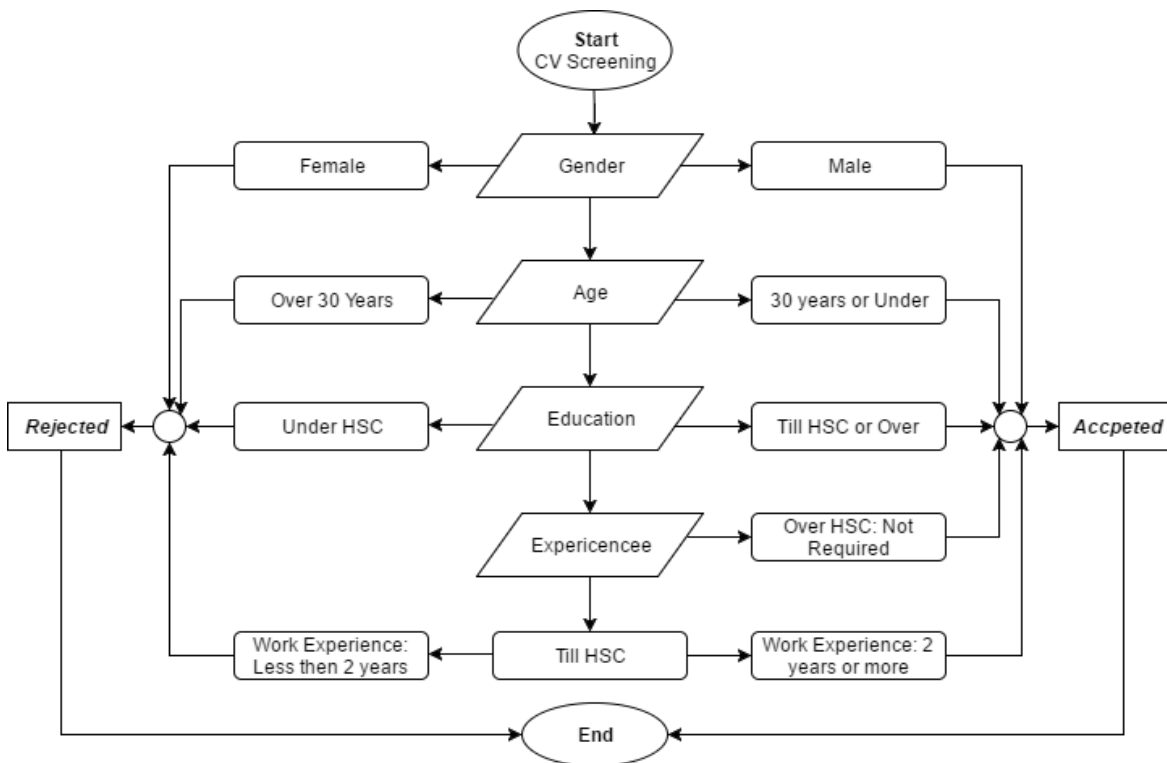 Start
CV Screening
Female
Gender
Male
Over 30 Years
Age
30 years or Under
Rejected
Under HSC
Education
Till HSC or Over
Accpeted
Expericencee
Over HSC: Not
Required
Work Experience:
Less then 2 years
Till HSC
Work Experience: 2
years or more
End